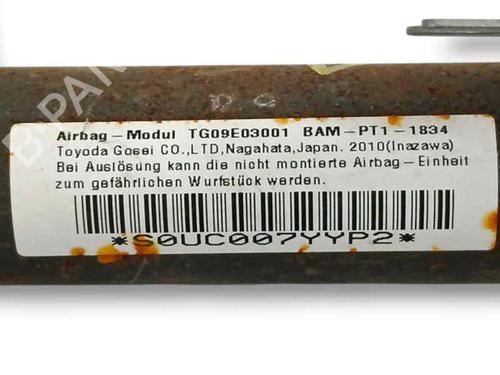 B-PARTS
Airbag-Modul TG09E03001 BAM-PT1-1834
Toyoda Gosei CO.,LTD,Nagahata,Japan. 2010(Inazawa)
Bei Auslösung kann die nicht montierte Airbag-Einheit
zum gefährlichen Wurfstück werden.
*S0UC007YYP2*